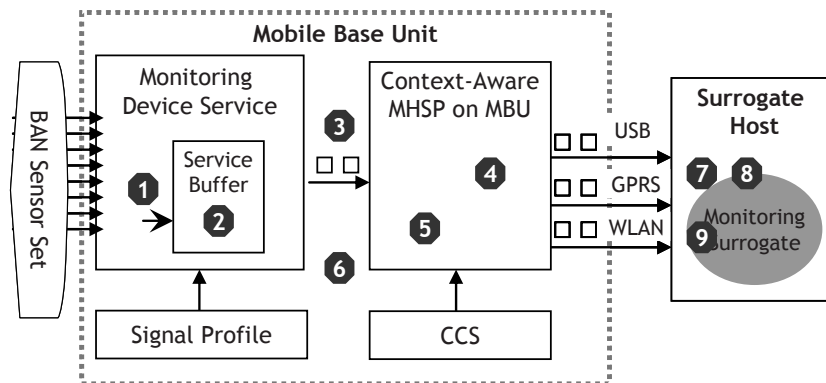 Mobile Base Unit
BAN Sensor Set
Monitoring
Device Service
1
Service
Buffer
2
3
6
Context-Aware
MHSP on MBU
4
5
USB
GPRS
WLAN
Surrogate
Host
7
8
9
Monitoring
Surrogate
Signal Profile
CCS